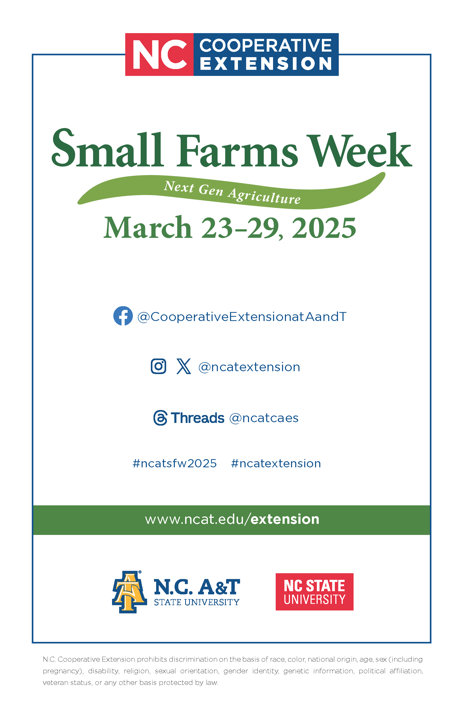 NC COOPERATIVE
EXTENSION
Small Farms Week
Next Gen Agriculture
March 23–29, 2025
@CooperativeExtensionatAandT
@ncatextension
Threads @ncatcaes
#ncatsfw2025 #ncatextension
www.ncat.edu/extension
N.C. A&T
STATE UNIVERSITY
NC STATE
UNIVERSITY
N.C. Cooperative Extension prohibits discrimination on the basis of race, color, national origin, age, sex (including
pregnancy), disability, religion, sexual orientation, gender identity, genetic information, political affiliation,
veteran status, or any other basis protected by law.